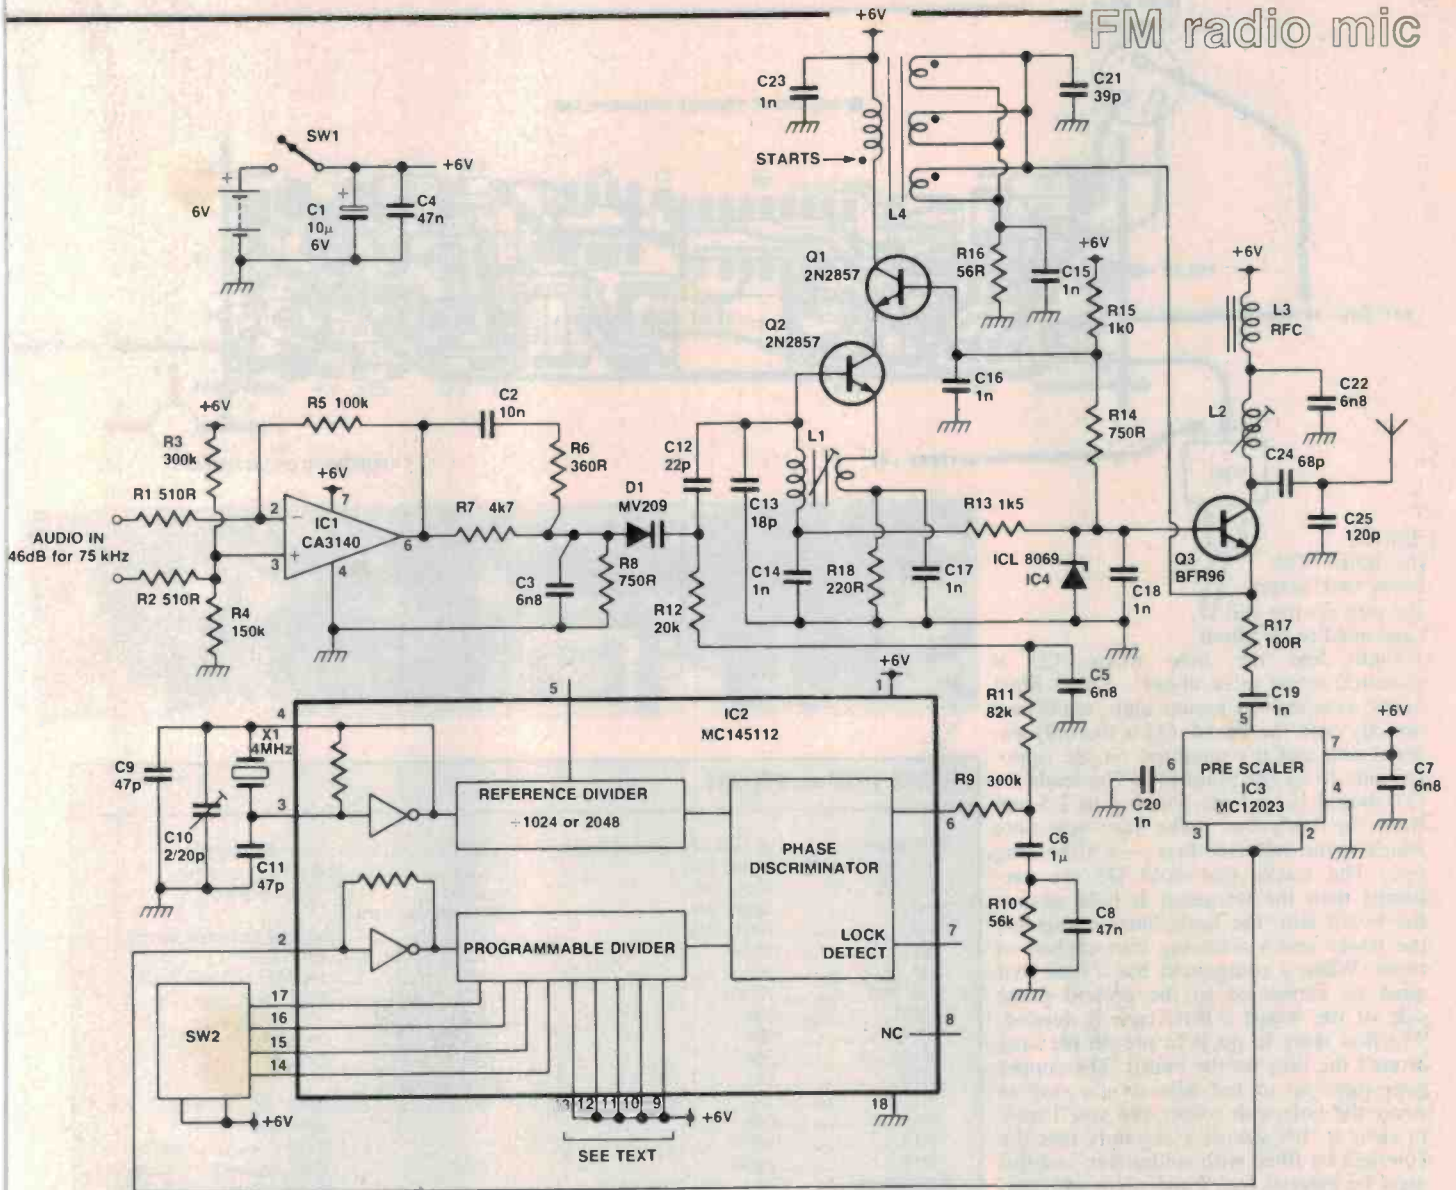 FM radio mic
+6V
C23
1n
C21
39p
STARTS
L4
SW1
+6V
6V
C1
10µ
6V
C4
47n
Q1
2N2857
R16
56R
C15
1n
+6V
R15
1k0
+6V
L3
RFC
Q2
2N2857
C16
1n
R14
750R
L2
C22
6n8
C24
68p
C25
120p
+6V
R3
300k
R5 100k
C2
10n
R6
360R
R1 510R
+6V
7
2
−
IC1
CA3140
6
+
3
4
AUDIO IN
46dB for 75 kHz
R2 510R
R4
150k
R7 4k7
D1
MV209
C3
6n8
R8
750R
C12
22p
C13
18p
L1
R13 1k5
ICL 8069
IC4
Q3
BFR96
C14
1n
R18
220R
C17
1n
C18
1n
R12
20k
R17
100R
C5
6n8
C19
1n
5
+6V
1
5
IC2
MC145112
4
X1
4MHz
C9
47p
C10
2/20p
C11
47p
3
REFERENCE DIVIDER
÷1024 or 2048
PHASE
DISCRIMINATOR
R11
82k
R9 300k
6
C6
1µ
R10
56k
C8
47n
6
C20
1n
PRE SCALER
IC3
MC12023
7
4
3
2
+6V
C7
6n8
2
PROGRAMMABLE DIVIDER
LOCK
DETECT
7
NC
8
SW2
17
16
15
14
+6V
13 12 11 10 9
+6V
18
SEE TEXT